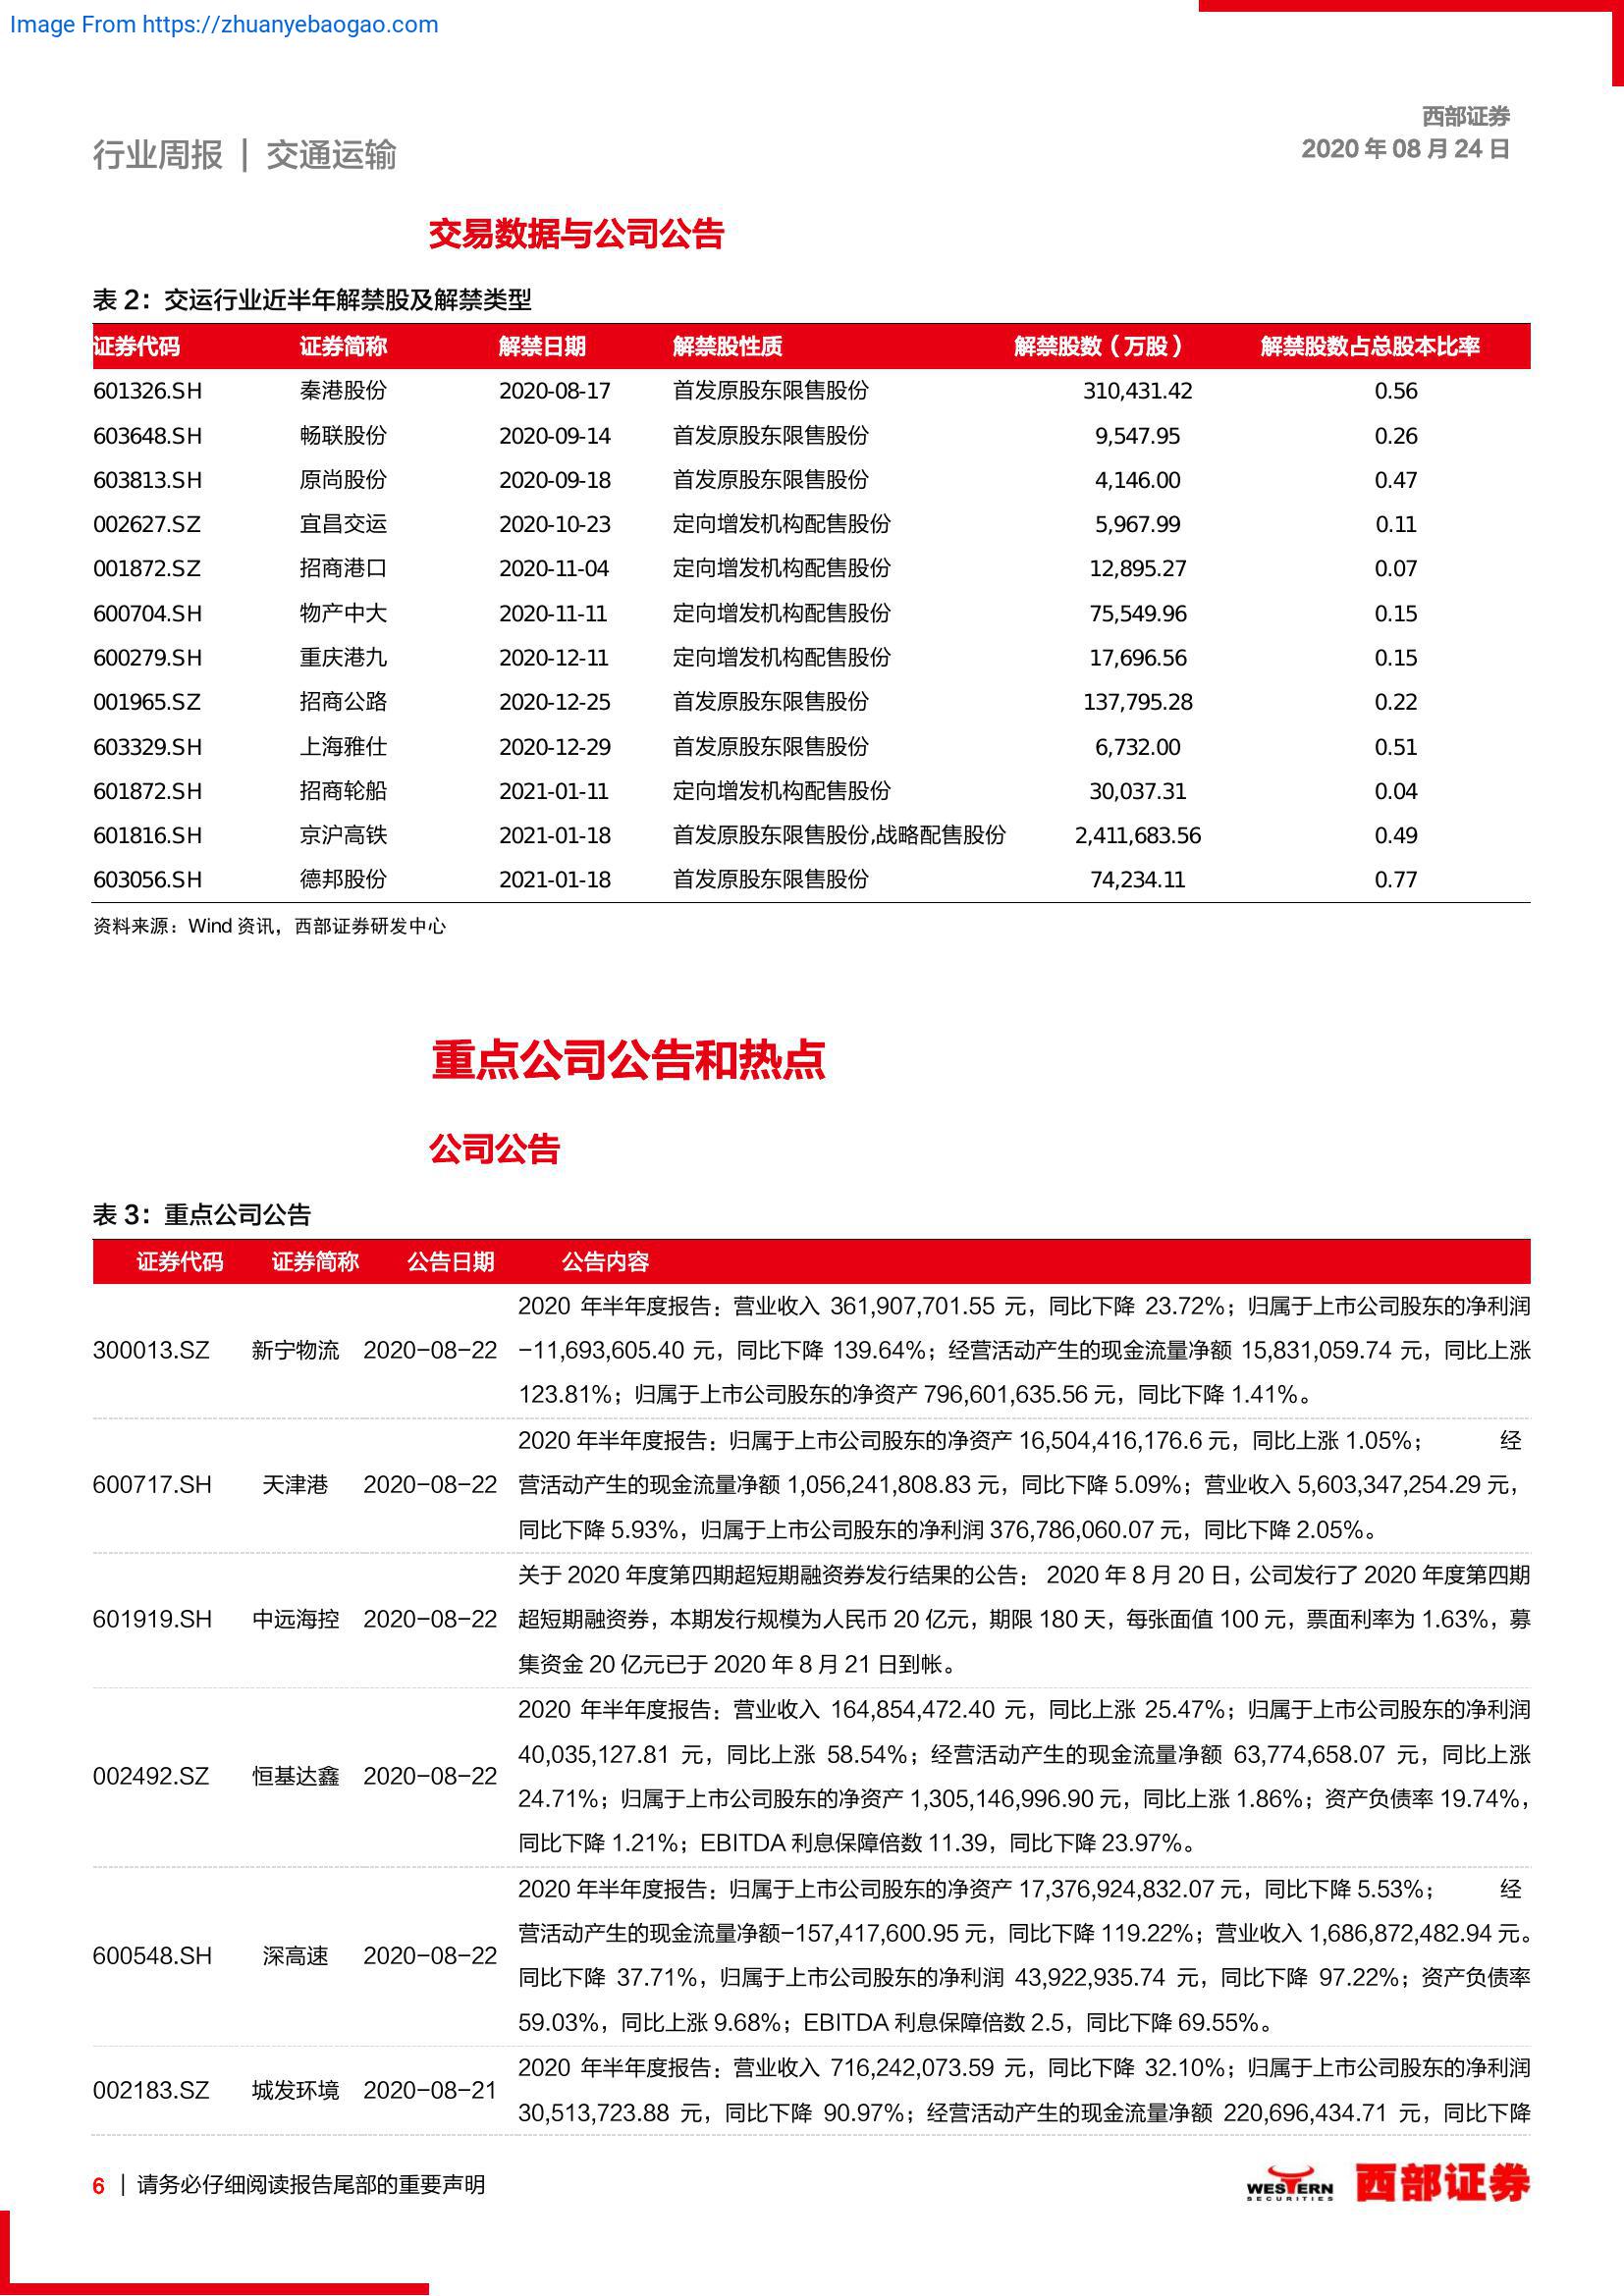 Image From https://zhuanyebaogao.com
西部证券
行业周报 | 交通运输
2020 年 08 月 24 日
交易数据与公司公告
表 2：交运行业近半年解禁股及解禁类型
证券代码 证券简称 解禁日期 解禁股性质 解禁股数（万股） 解禁股数占总股本比率
601326.SH 秦港股份 2020-08-17 首发原股东限售股份 310,431.42 0.56
603648.SH 畅联股份 2020-09-14 首发原股东限售股份 9,547.95 0.26
603813.SH 原尚股份 2020-09-18 首发原股东限售股份 4,146.00 0.47
002627.SZ 宜昌交运 2020-10-23 定向增发机构配售股份 5,967.99 0.11
001872.SZ 招商港口 2020-11-04 定向增发机构配售股份 12,895.27 0.07
600704.SH 物产中大 2020-11-11 定向增发机构配售股份 75,549.96 0.15
600279.SH 重庆港九 2020-12-11 定向增发机构配售股份 17,696.56 0.15
001965.SZ 招商公路 2020-12-25 首发原股东限售股份 137,795.28 0.22
603329.SH 上海雅仕 2020-12-29 首发原股东限售股份 6,732.00 0.51
601872.SH 招商轮船 2021-01-11 定向增发机构配售股份 30,037.31 0.04
601816.SH 京沪高铁 2021-01-18 首发原股东限售股份,战略配售股份 2,411,683.56 0.49
603056.SH 德邦股份 2021-01-18 首发原股东限售股份 74,234.11 0.77
资料来源：Wind 资讯，西部证券研发中心
重点公司公告和热点
公司公告
表 3：重点公司公告
证券代码 证券简称 公告日期 公告内容
2020 年半年度报告：营业收入 361,907,701.55 元，同比下降 23.72%；归属于上市公司股东的净利润
300013.SZ 新宁物流 2020-08-22 -11,693,605.40 元，同比下降 139.64%；经营活动产生的现金流量净额 15,831,059.74 元，同比上涨
123.81%；归属于上市公司股东的净资产 796,601,635.56 元，同比下降 1.41%。
2020 年半年度报告：归属于上市公司股东的净资产 16,504,416,176.6 元，同比上涨 1.05%； 经
600717.SH 天津港 2020-08-22 营活动产生的现金流量净额 1,056,241,808.83 元，同比下降 5.09%；营业收入 5,603,347,254.29 元，
同比下降 5.93%，归属于上市公司股东的净利润 376,786,060.07 元，同比下降 2.05%。
关于 2020 年度第四期超短期融资券发行结果的公告： 2020 年 8 月 20 日，公司发行了 2020 年度第四期
601919.SH 中远海控 2020-08-22 超短期融资券，本期发行规模为人民币 20 亿元，期限 180 天，每张面值 100 元，票面利率为 1.63%，募
集资金 20 亿元已于 2020 年 8 月 21 日到帐。
2020 年半年度报告：营业收入 164,854,472.40 元，同比上涨 25.47%；归属于上市公司股东的净利润
40,035,127.81 元，同比上涨 58.54%；经营活动产生的现金流量净额 63,774,658.07 元，同比上涨
002492.SZ 恒基达鑫 2020-08-22
24.71%；归属于上市公司股东的净资产 1,305,146,996.90 元，同比上涨 1.86%；资产负债率 19.74%，
同比下降 1.21%；EBITDA 利息保障倍数 11.39，同比下降 23.97%。
2020 年半年度报告：归属于上市公司股东的净资产 17,376,924,832.07 元，同比下降 5.53%； 经
营活动产生的现金流量净额-157,417,600.95 元，同比下降 119.22%；营业收入 1,686,872,482.94 元。
600548.SH 深高速 2020-08-22
同比下降 37.71%，归属于上市公司股东的净利润 43,922,935.74 元，同比下降 97.22%；资产负债率
59.03%，同比上涨 9.68%；EBITDA 利息保障倍数 2.5，同比下降 69.55%。
2020 年半年度报告：营业收入 716,242,073.59 元，同比下降 32.10%；归属于上市公司股东的净利润
002183.SZ 城发环境 2020-08-21
30,513,723.88 元，同比下降 90.97%；经营活动产生的现金流量净额 220,696,434.71 元，同比下降
6 | 请务必仔细阅读报告尾部的重要声明
WESTERN
SECURITIES
西部证券